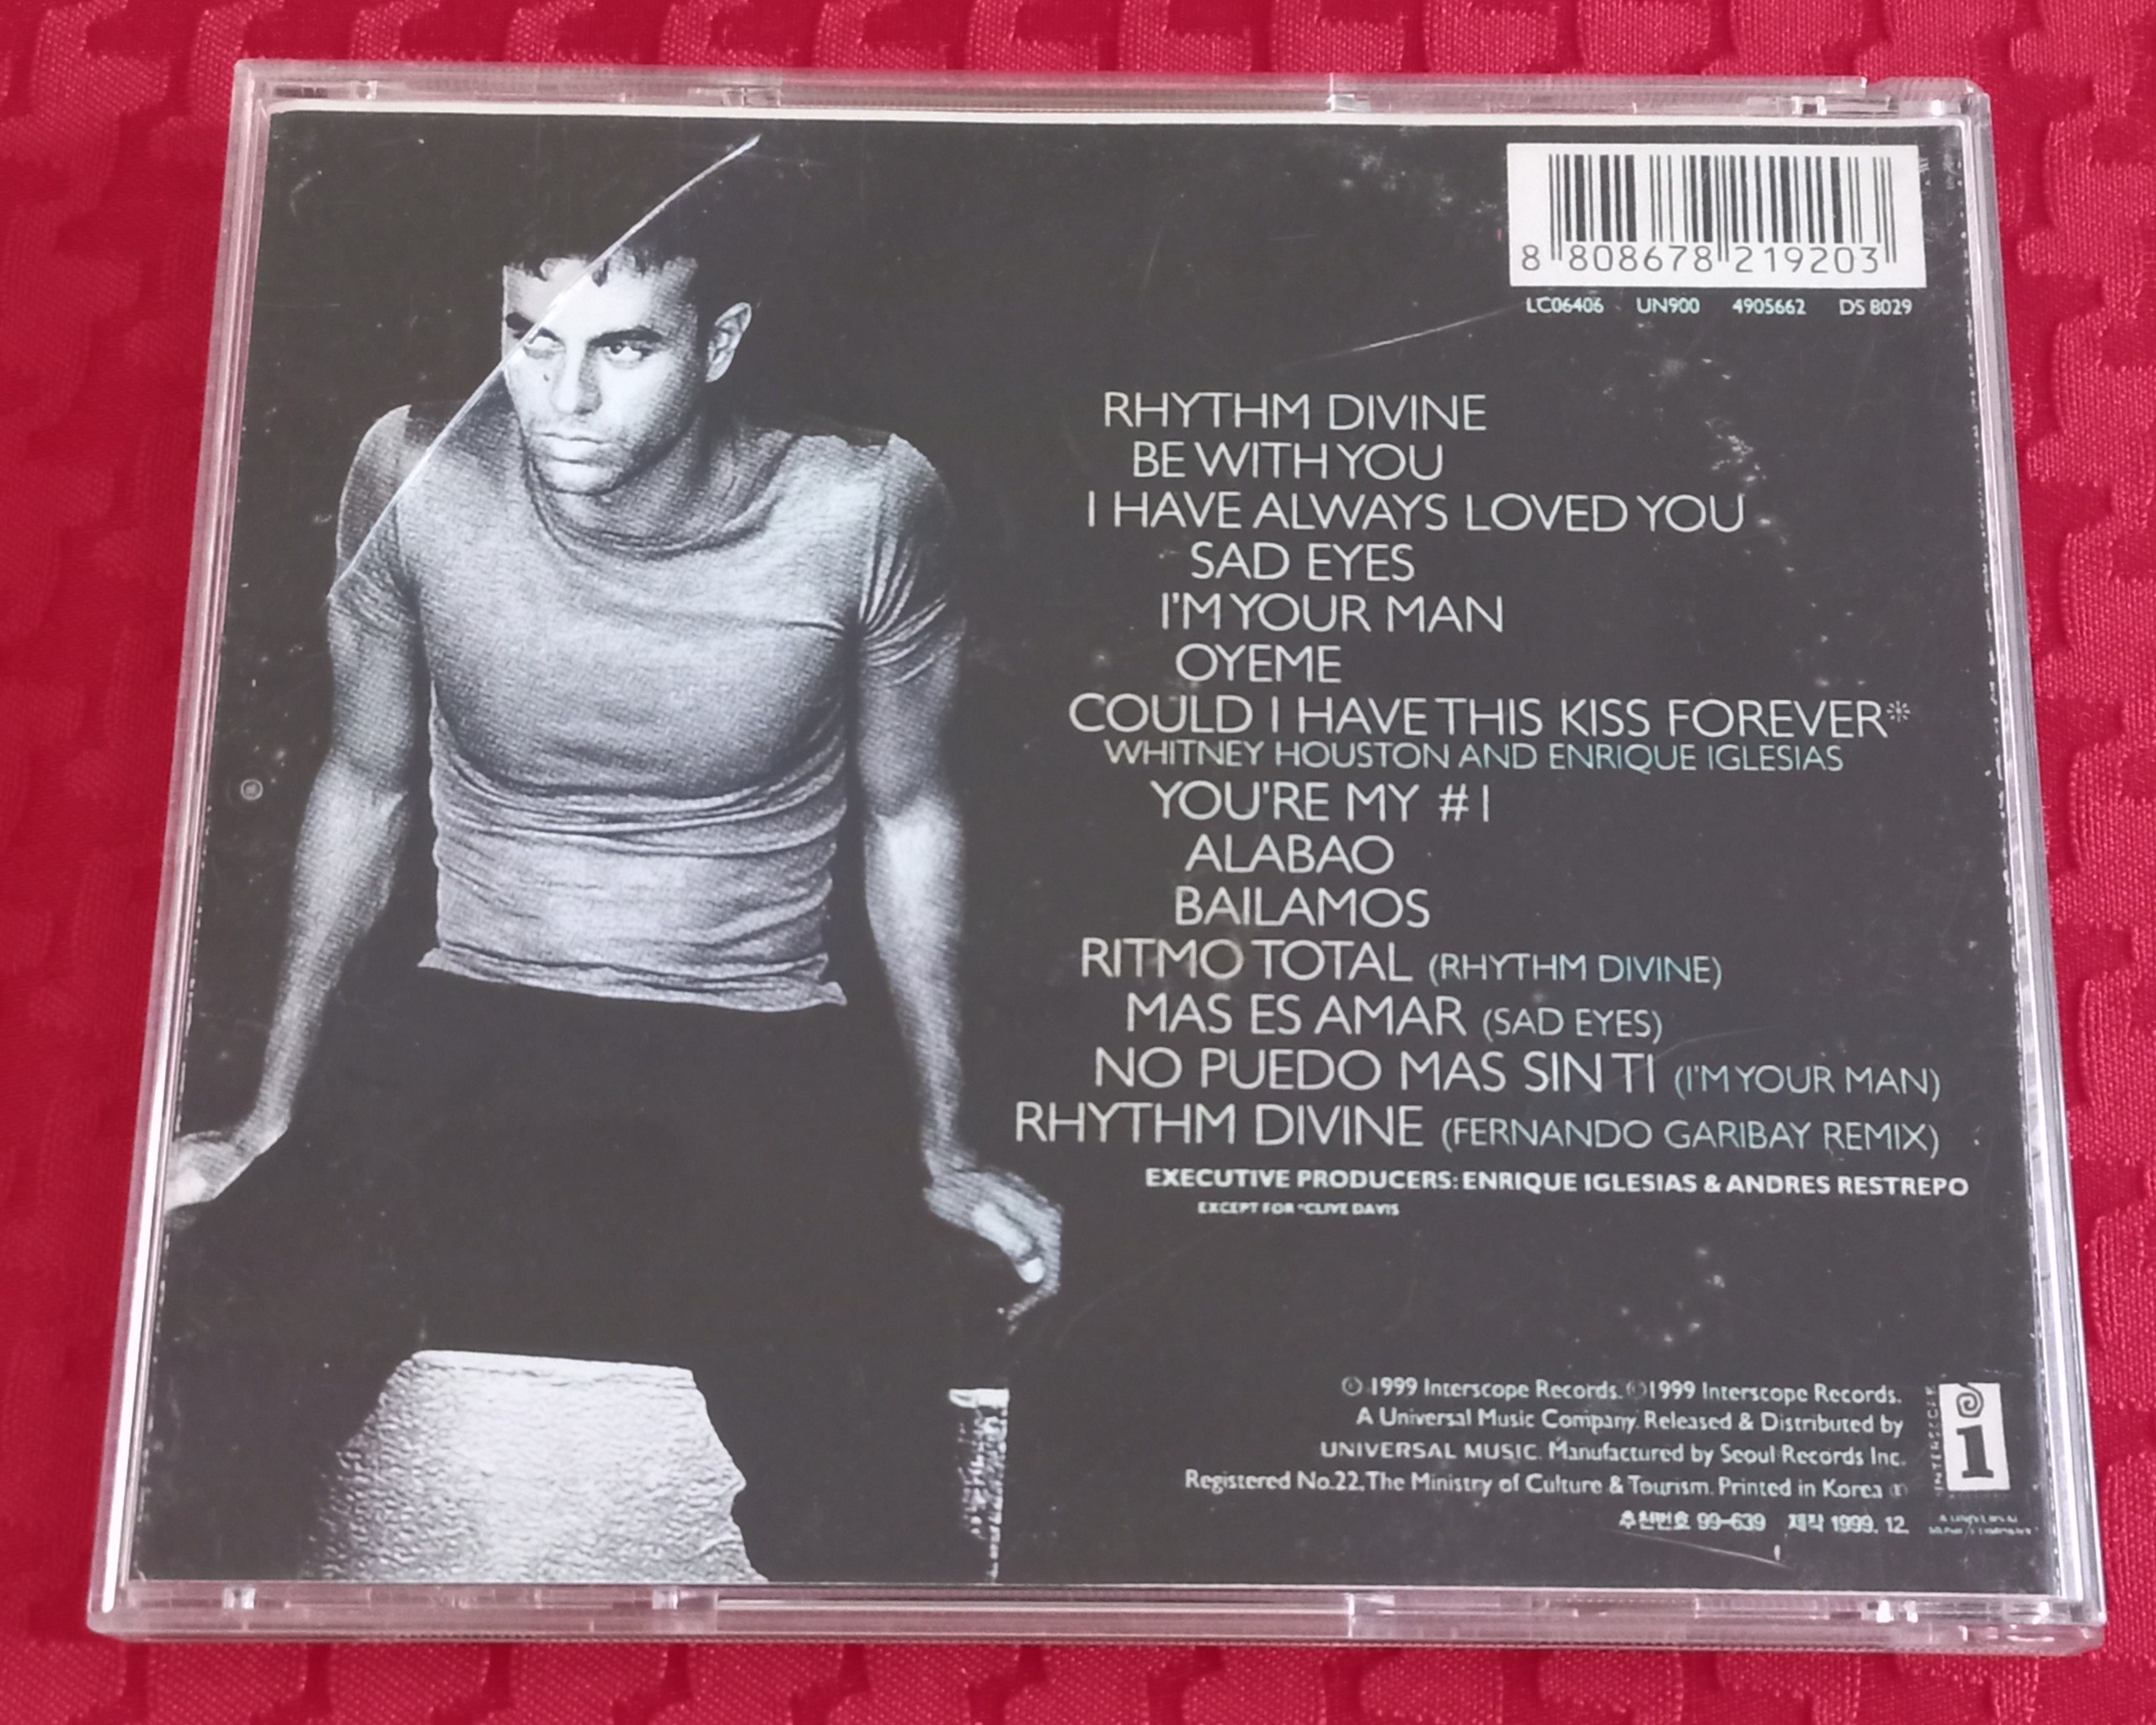 8 808678 219203
LC06406 UN900 4905662 DS 8029
RHYTHM DIVINE
BE WITH YOU
I HAVE ALWAYS LOVED YOU
SAD EYES
I'M YOUR MAN
OYEME
COULD I HAVE THIS KISS FOREVER*
WHITNEY HOUSTON AND ENRIQUE IGLESIAS
YOU'RE MY #1
ALABAO
BAILAMOS
RITMO TOTAL (RHYTHM DIVINE)
MAS ES AMAR (SAD EYES)
NO PUEDO MAS SIN TI (I'M YOUR MAN)
RHYTHM DIVINE (FERNANDO GARIBAY REMIX)
EXECUTIVE PRODUCERS: ENRIQUE IGLESIAS & ANDRES RESTREPO
EXCEPT FOR *CLIVE DAVIS
℗ 1999 Interscope Records. © 1999 Interscope Records.
A Universal Music Company. Released & Distributed by
UNIVERSAL MUSIC. Manufactured by Seoul Records Inc.
Registered No.22. The Ministry of Culture & Tourism. Printed in Korea
추천번호 99-639 제작 1999. 12.
INTERSCOPE
i